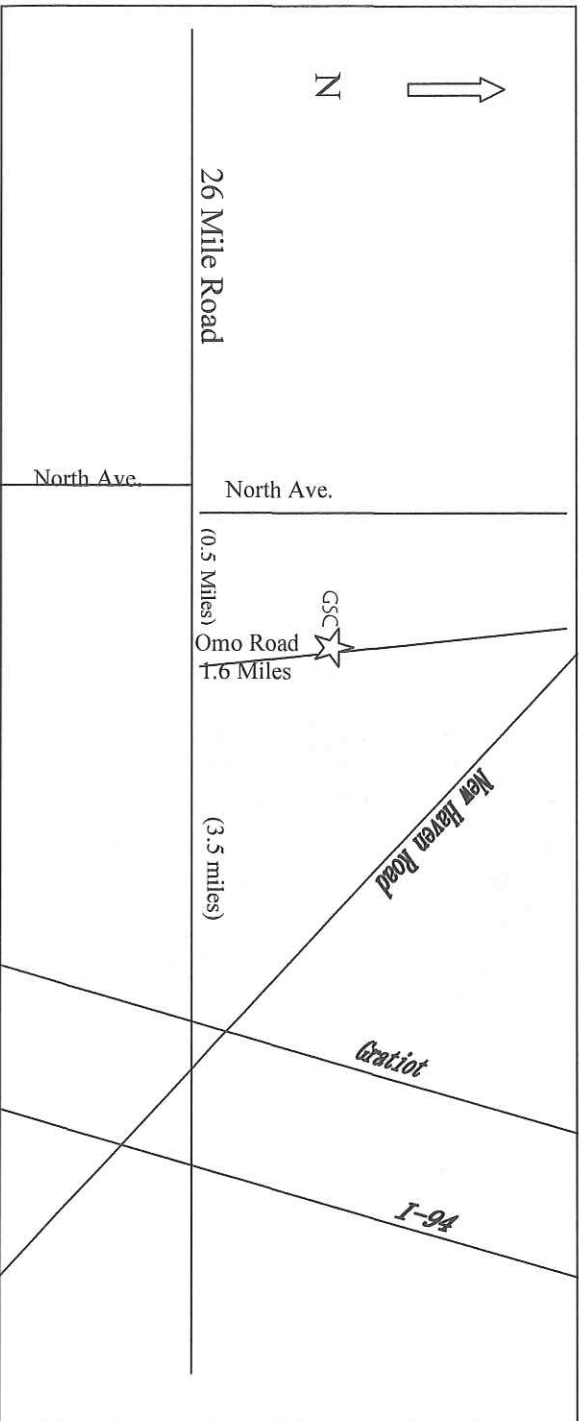 N
26 Mile Road
North Ave.
North Ave.
(0.5 Miles)
GSC
Omo Road
1.6 Miles
New Haven Road
(3.5 miles)
Gratiot
I-94